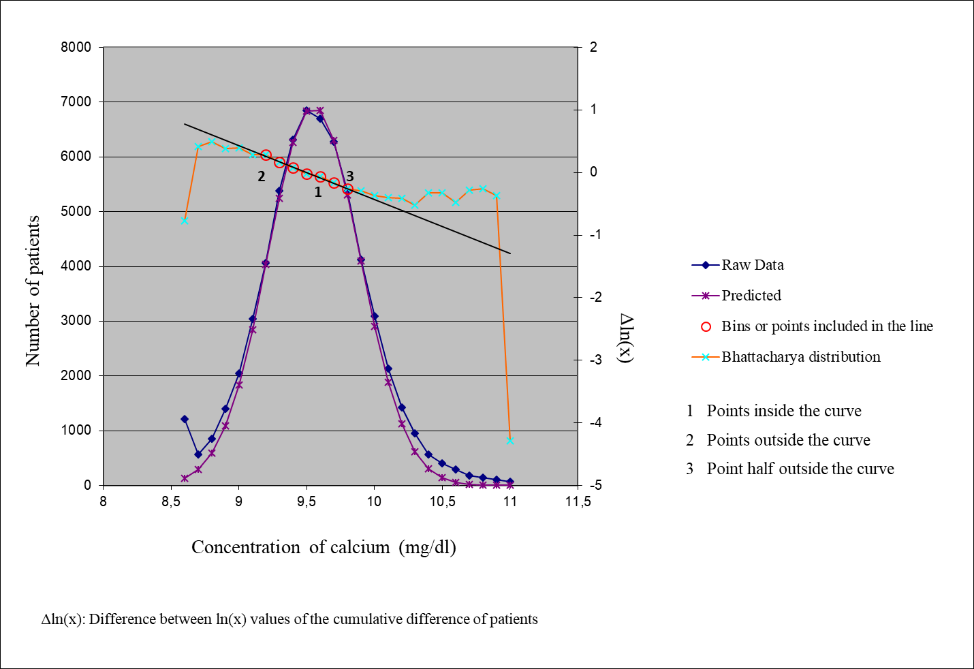 8000
7000
6000
5000
4000
3000
2000
1000
0
Number of patients
2
1
0
-1
-2
-3
-4
-5
Δln(x)
2
1
3
8
8,5
9
9,5
10
10,5
11
11,5
Concentration of calcium (mg/dl)
Raw Data
Predicted
Bins or points included in the line
Bhattacharya distribution
1 Points inside the curve
2 Points outside the curve
3 Point half outside the curve
Δln(x): Difference between ln(x) values of the cumulative difference of patients